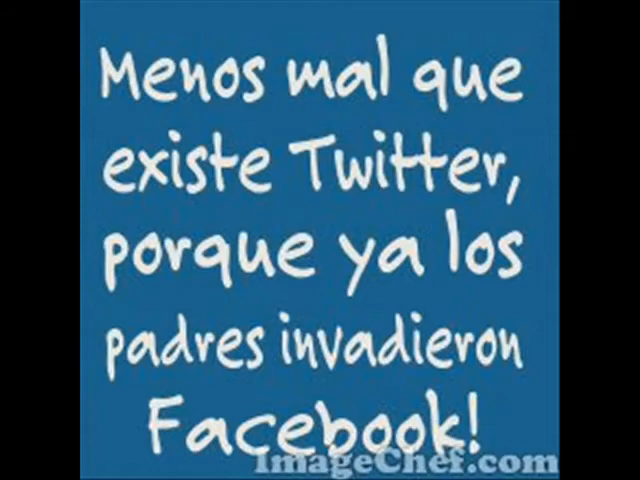 Menos mal que
existe Twitter,
porque ya los
padres invadieron
Facebook!
ImageChef.com